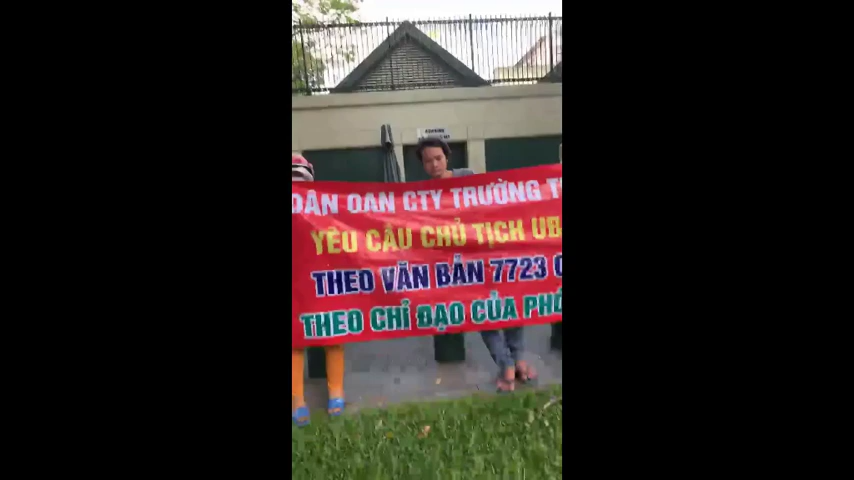 DÂN OAN CTY TRƯỜNG
YÊU CẦU CHỦ TỊCH UB
THEO VĂN BẢN 7723
THEO CHỈ ĐẠO CỦA PHÓ